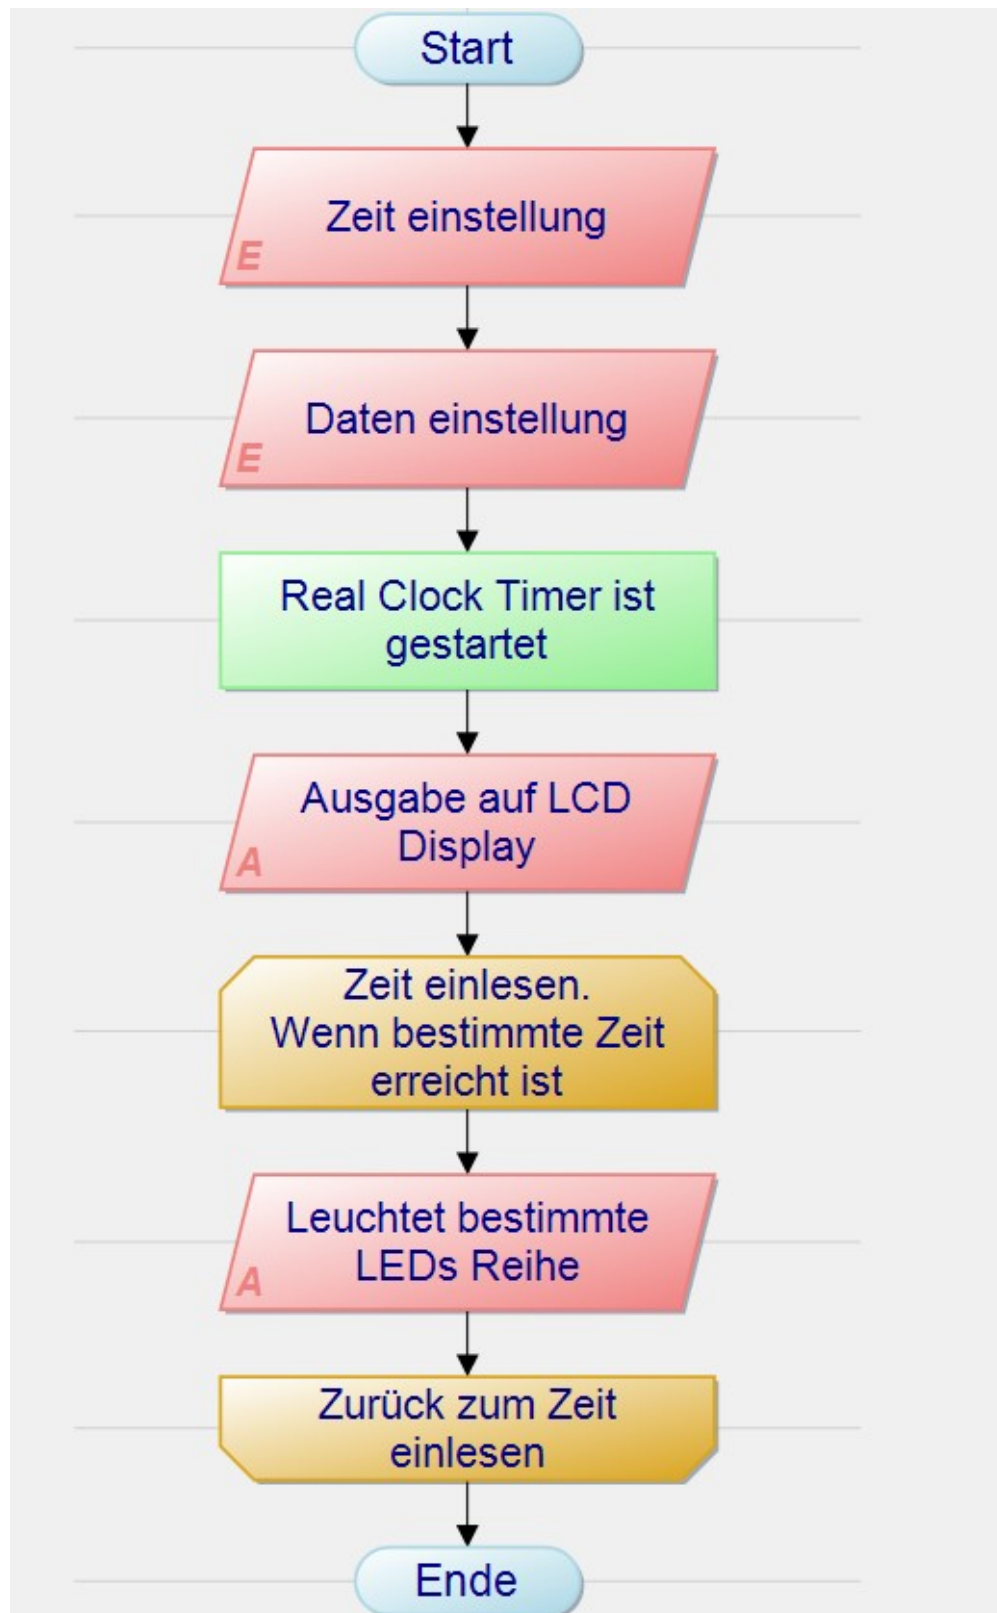 Start
Zeit einstellung
E
Daten einstellung
E
Real Clock Timer ist
gestartet
Ausgabe auf LCD
Display
A
Zeit einlesen.
Wenn bestimmte Zeit
erreicht ist
Leuchtet bestimmte
LEDs Reihe
A
Zurück zum Zeit
einlesen
Ende